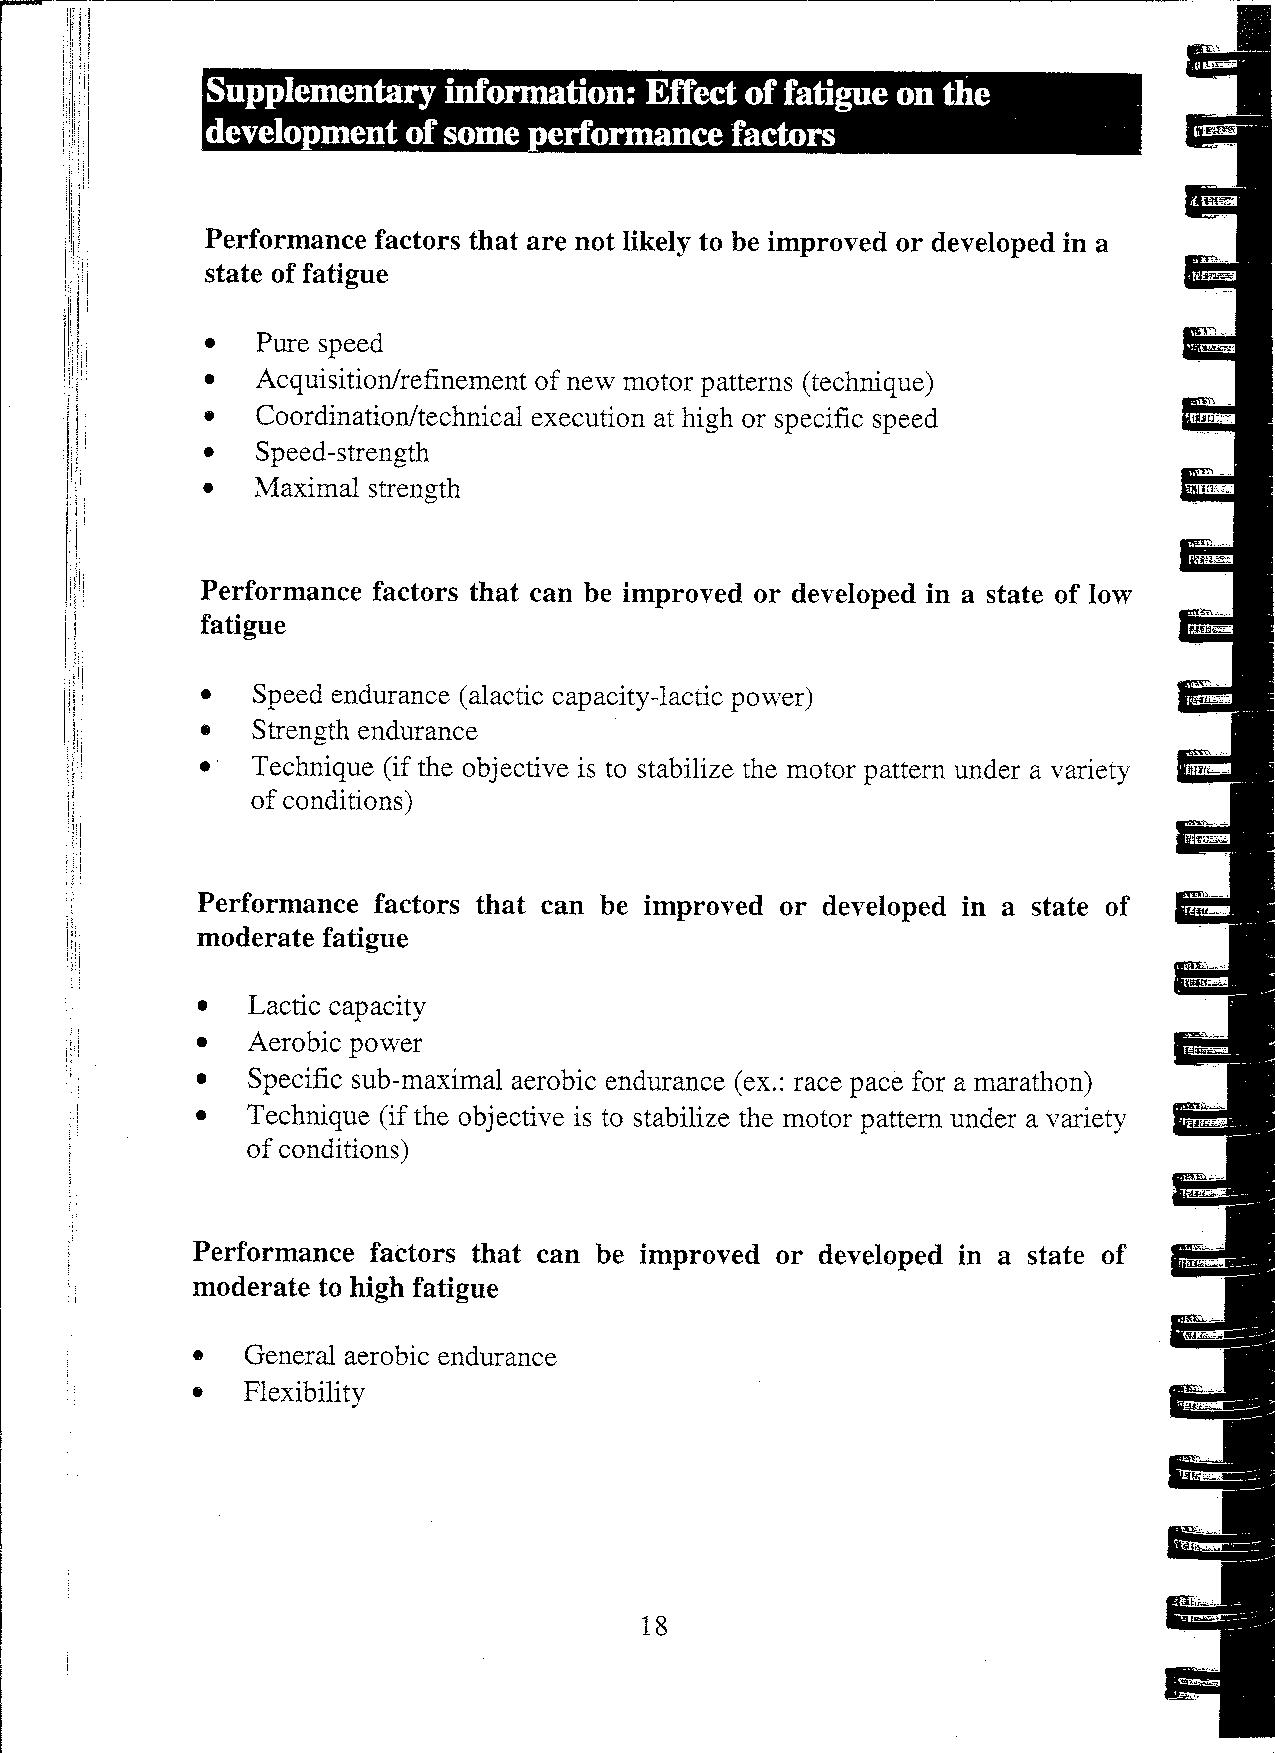 Supplementary information: Effect of fatigue on the
development of some performance factors
Performance factors that are not likely to be improved or developed in a
state of fatigue
• Pure speed
• Acquisition/refinement of new motor patterns (technique)
• Coordination/technical execution at high or specific speed
• Speed-strength
• Maximal strength
Performance factors that can be improved or developed in a state of low
fatigue
• Speed endurance (alactic capacity-lactic power)
• Strength endurance
• Technique (if the objective is to stabilize the motor pattern under a variety
of conditions)
Performance factors that can be improved or developed in a state of
moderate fatigue
• Lactic capacity
• Aerobic power
• Specific sub-maximal aerobic endurance (ex.: race pace for a marathon)
• Technique (if the objective is to stabilize the motor pattern under a variety
of conditions)
Performance factors that can be improved or developed in a state of
moderate to high fatigue
• General aerobic endurance
• Flexibility
18